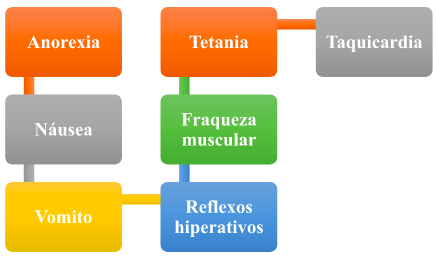 Anorexia
Náusea
Vomito
Reflexos
hiperativos
Fraqueza
muscular
Tetania
Taquicardia